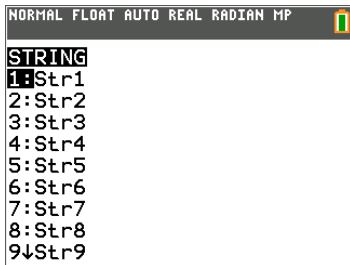 NORMAL FLOAT AUTO REAL RADIAN MP
STRING
1:Str1
2:Str2
3:Str3
4:Str4
5:Str5
6:Str6
7:Str7
8:Str8
9↓Str9